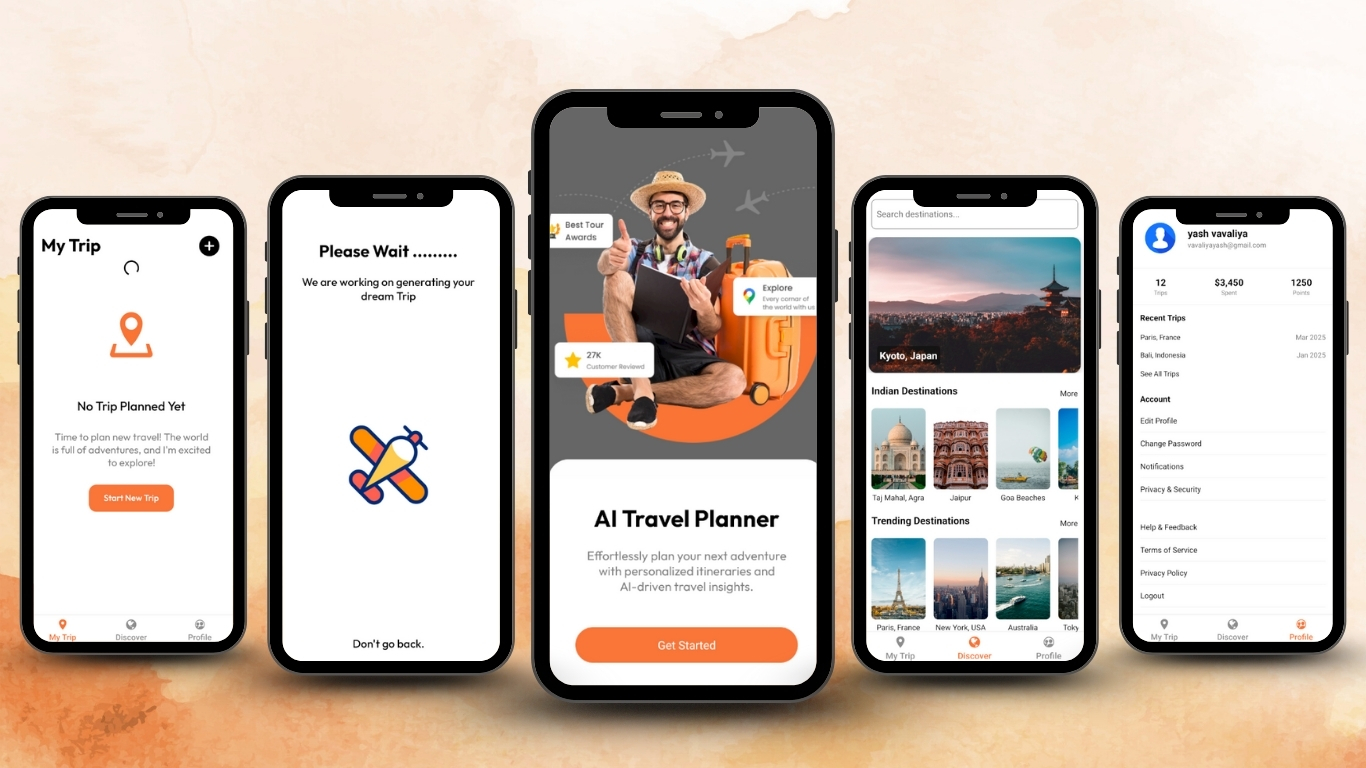 My Trip
No Trip Planned Yet
Time to plan new travel! The world
is full of adventures, and I'm excited
to explore!
Start New Trip
My Trip
Discover
Profile
Please Wait .........
We are working on generating your
dream Trip
Don't go back.
Best Tour
Awards
Explore
Every corner of
the world with us
27K
Customer Reviewd
AI Travel Planner
Effortlessly plan your next adventure
with personalized itineraries and
AI-driven travel insights.
Get Started
Search destinations...
Kyoto, Japan
Indian Destinations
More
Taj Mahal, Agra
Jaipur
Goa Beaches
K
Trending Destinations
More
Paris, France
New York, USA
Australia
Toky
My Trip
Discover
Profile
yash vavaliya
vavaliyayash@gmail.com
12
$3,450
1250
Trips
Spent
Points
Recent Trips
Paris, France
Mar 2025
Bali, Indonesia
Jan 2025
See All Trips
Account
Edit Profile
Change Password
Notifications
Privacy & Security
Help & Feedback
Terms of Service
Privacy Policy
Logout
My Trip
Discover
Profile